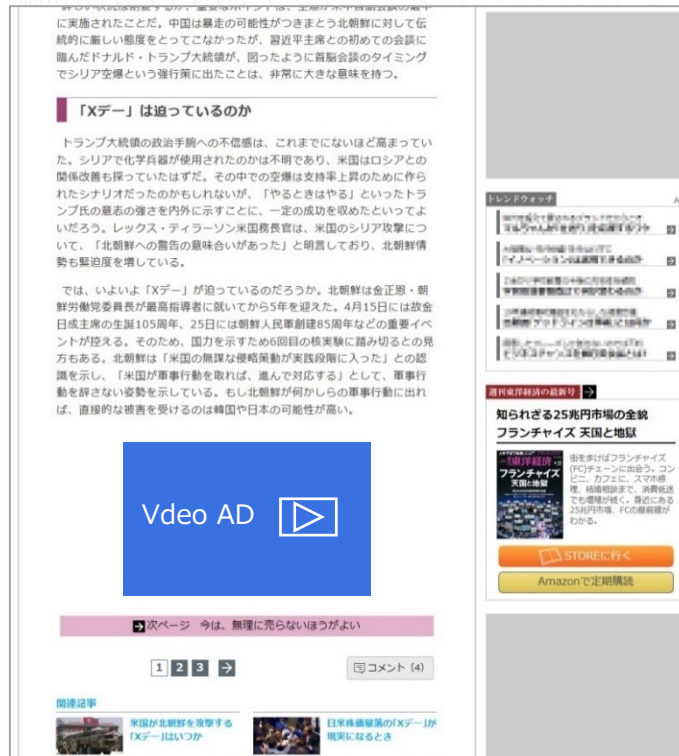 に実施されたことだ。中国は暴走の可能性がつきまとう北朝鮮に対して伝
統的に厳しい態度をとってこなかったが、習近平主席との初めての会談に
臨んだドナルド・トランプ大統領が、図ったように首脳会談のタイミング
でシリア空爆という強行策に出たことは、非常に大きな意味を持つ。
「Xデー」は迫っているのか
トランプ大統領の政治手腕への不信感は、これまでにないほど高まってい
た。シリアで化学兵器が使用されたのかは不明であり、米国はロシアとの
関係改善も探っていたはずだ。その中での空爆は支持率上昇のために作ら
れたシナリオだったのかもしれないが、「やるときはやる」といったトラ
ンプ氏の意志の強さを内外に示すことに、一定の成功を収めたといってよ
いだろう。レックス・ティラーソン米国務長官は、米国のシリア攻撃につ
いて、「北朝鮮への警告の意味合いがあった」と明言しており、北朝鮮情
勢も緊迫度を増している。
では、いよいよ「Xデー」が迫っているのだろうか。北朝鮮は金正恩・朝
鮮労働党委員長が最高指導者に就いてから5年を迎えた。4月15日には故金
日成主席の生誕105周年、25日には朝鮮人民軍創建85周年などの重要イベ
ントが控える。そのため、国力を示すため6回目の核実験に踏み切るとの見
方もある。北朝鮮は「米国の無謀な侵略策動が実践段階に入った」との認
識を示し、「米国が軍事行動を取れば、進んで対応する」として、軍事行
動を辞さない姿勢を示している。もし北朝鮮が何かしらの軍事行動に出れ
ば、直接的な被害を受けるのは韓国や日本の可能性が高い。
Vdeo AD
次ページ 今は、無理に売らないほうがよい
1 2 3
コメント (4)
関連記事
米国が北朝鮮を攻撃する
「Xデー」はいつか
日米株価暴落の「Xデー」が
現実になるとき
トレンドウォッチ
週刊東洋経済の最新号
知られざる25兆円市場の全貌
フランチャイズ 天国と地獄
東洋経済
フランチャイズ
天国と地獄
街を歩けばフランチャイズ
(FC)チェーンに出会う。コン
ビニ、カフェに、スマホ修
理、結婚相談まで、消費低迷
でも増殖が続く。身近にある
25兆円市場、FCの最前線が
わかる。
STOREに行く
Amazonで定期購読